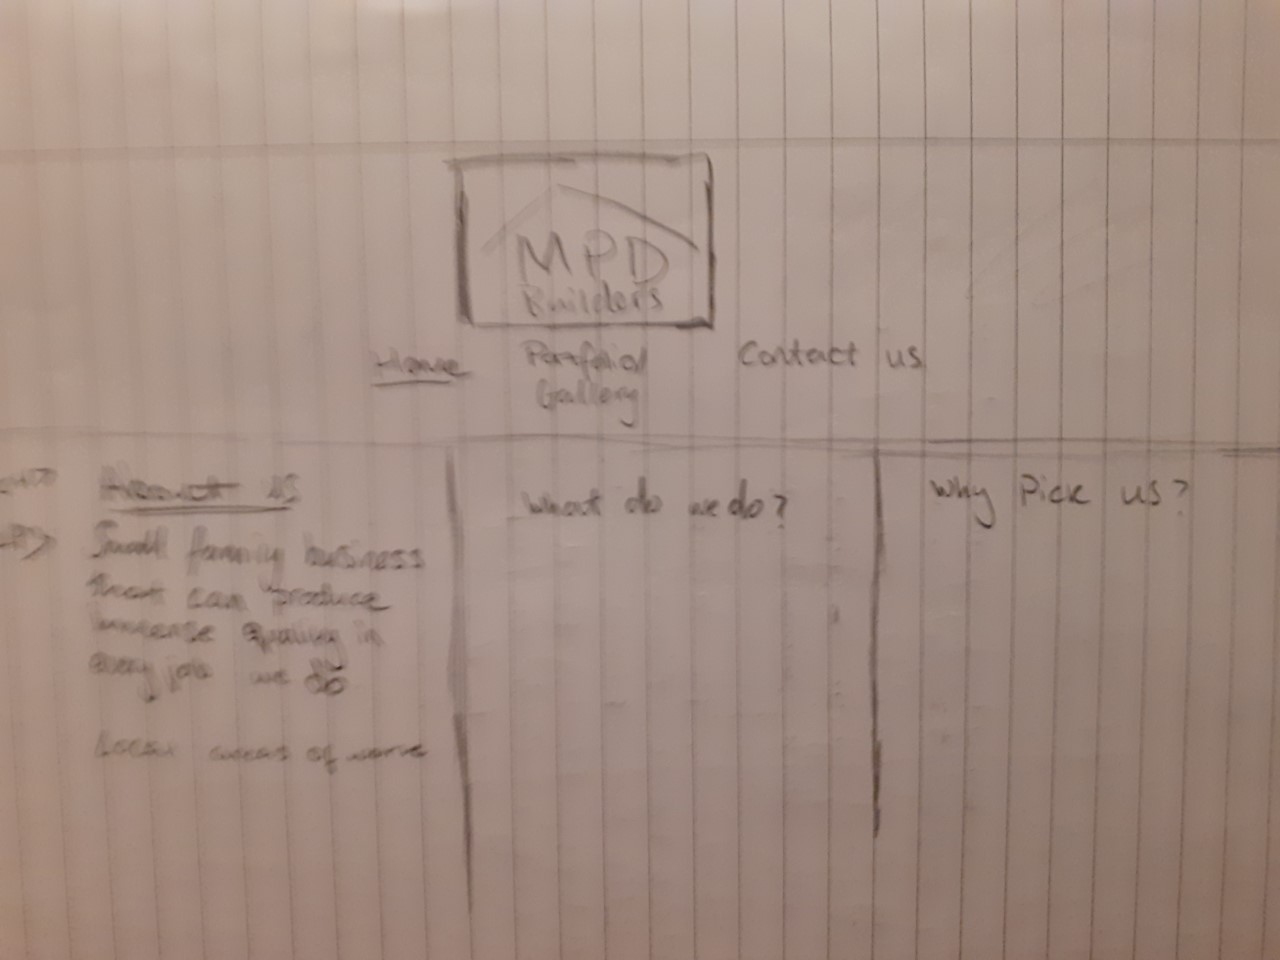 MPD
Builders
Home
Portfolio/
Gallery
Contact us
About us
Small family business
that can produce
immense quality in
every job we do
Local areas of
What do we do?
Why Pick us?